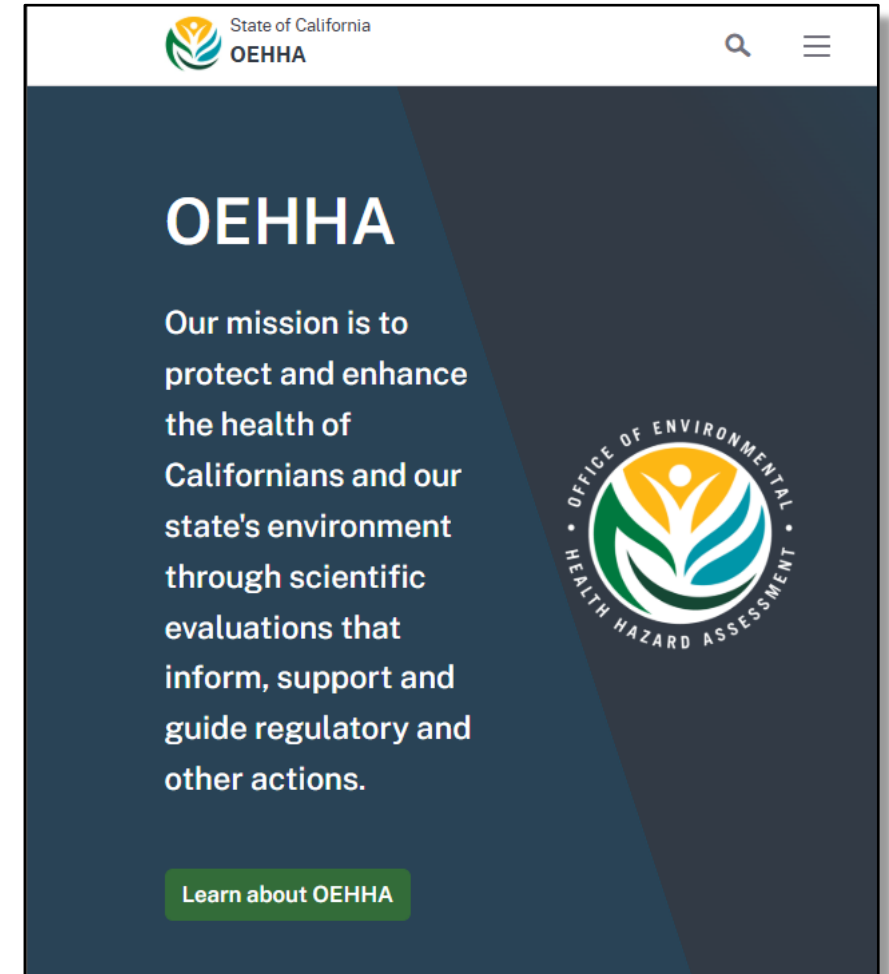 State of California
OEHHA
OEHHA
Our mission is to
protect and enhance
the health of
Californians and our
state's environment
through scientific
evaluations that
inform, support and
guide regulatory and
other actions.
OFFICE OF ENVIRONMENTAL
• HEALTH HAZARD ASSESSMENT •
Learn about OEHHA